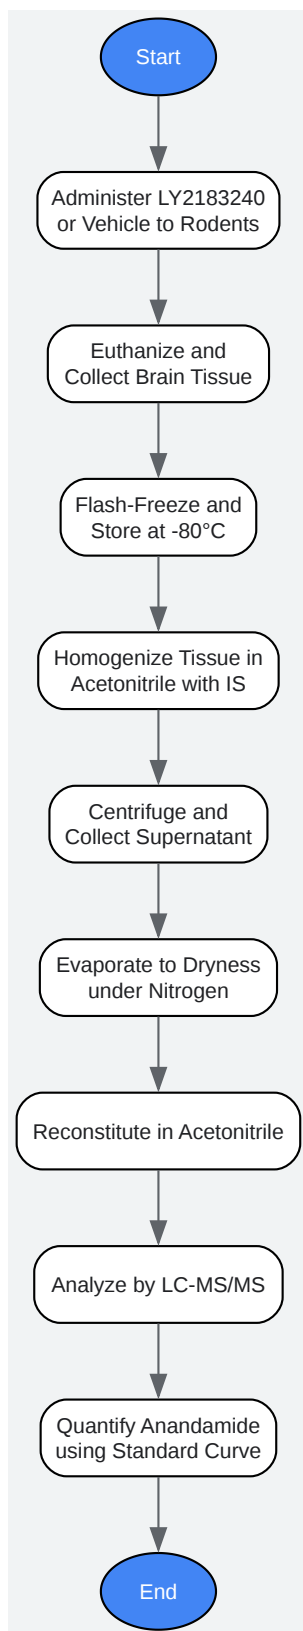 Start
Administer LY2183240
or Vehicle to Rodents
Euthanize and
Collect Brain Tissue
Flash-Freeze and
Store at -80°C
Homogenize Tissue in
Acetonitrile with IS
Centrifuge and
Collect Supernatant
Evaporate to Dryness
under Nitrogen
Reconstitute in Acetonitrile
Analyze by LC-MS/MS
Quantify Anandamide
using Standard Curve
End